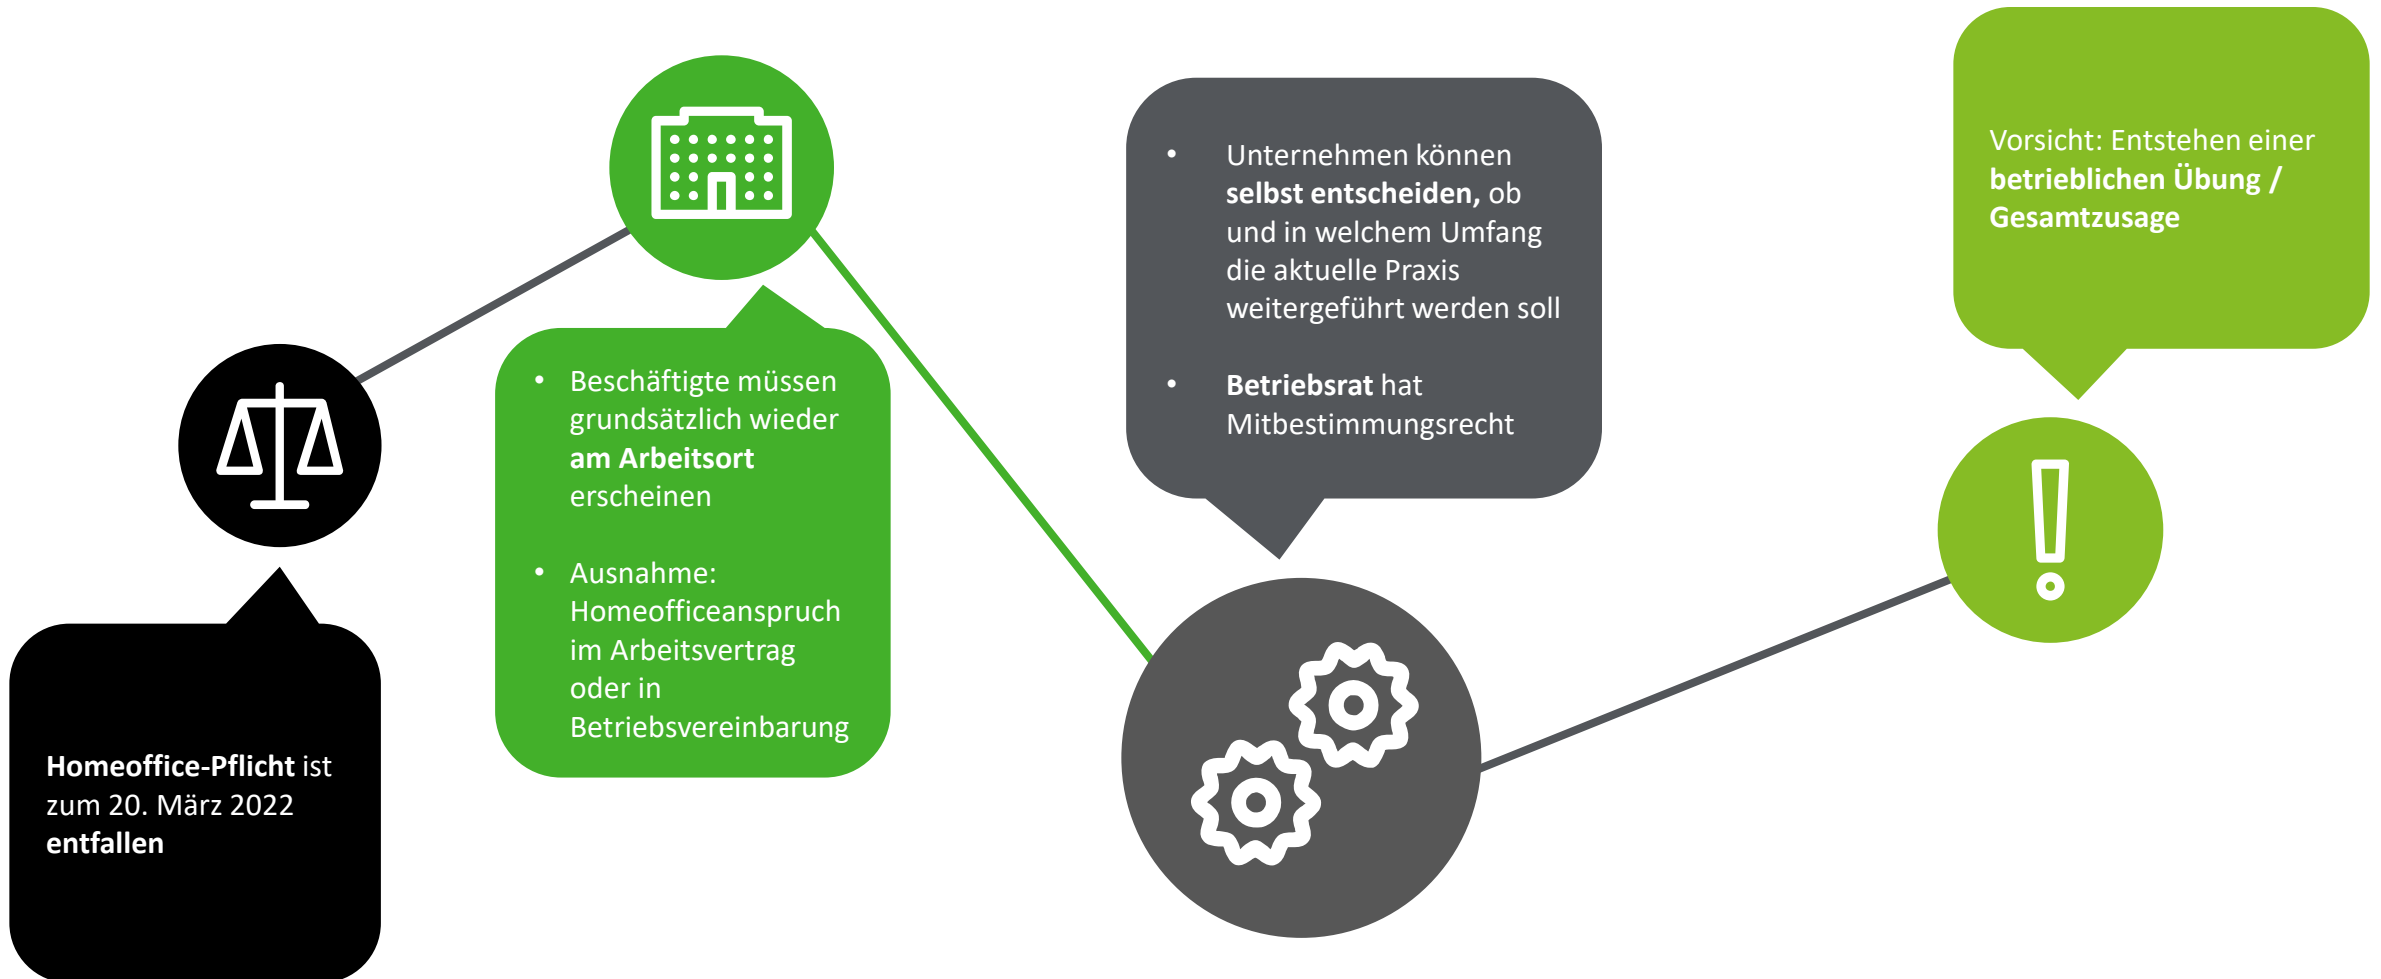 Homeoffice-Pflicht ist
zum 20. März 2022
entfallen
• Beschäftigte müssen
grundsätzlich wieder
am Arbeitsort
erscheinen
• Ausnahme:
Homeofficeanspruch
im Arbeitsvertrag
oder in
Betriebsvereinbarung
• Unternehmen können
selbst entscheiden, ob
und in welchem Umfang
die aktuelle Praxis
weitergeführt werden soll
• Betriebsrat hat
Mitbestimmungsrecht
Vorsicht: Entstehen einer
betrieblichen Übung /
Gesamtzusage